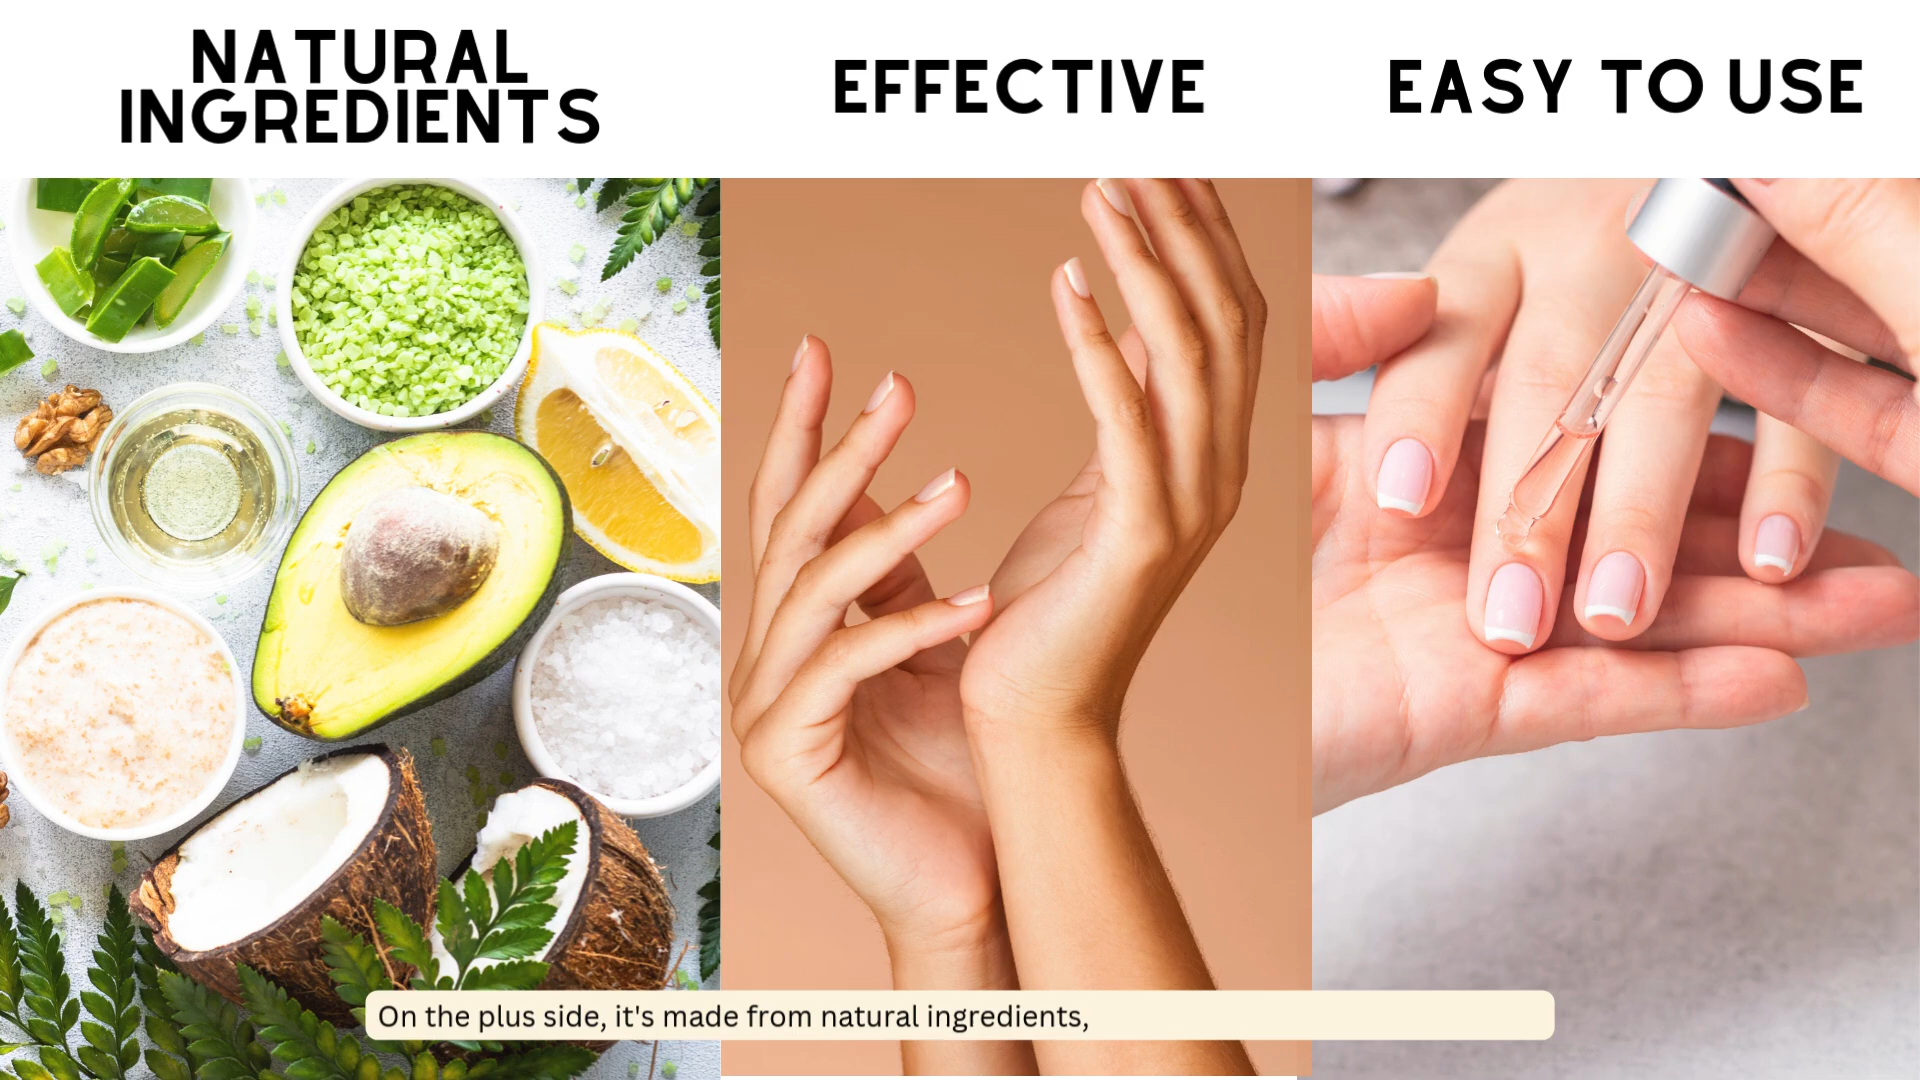 NATURAL
INGREDIENTS
EFFECTIVE
EASY TO USE
On the plus side, it's made from natural ingredients,